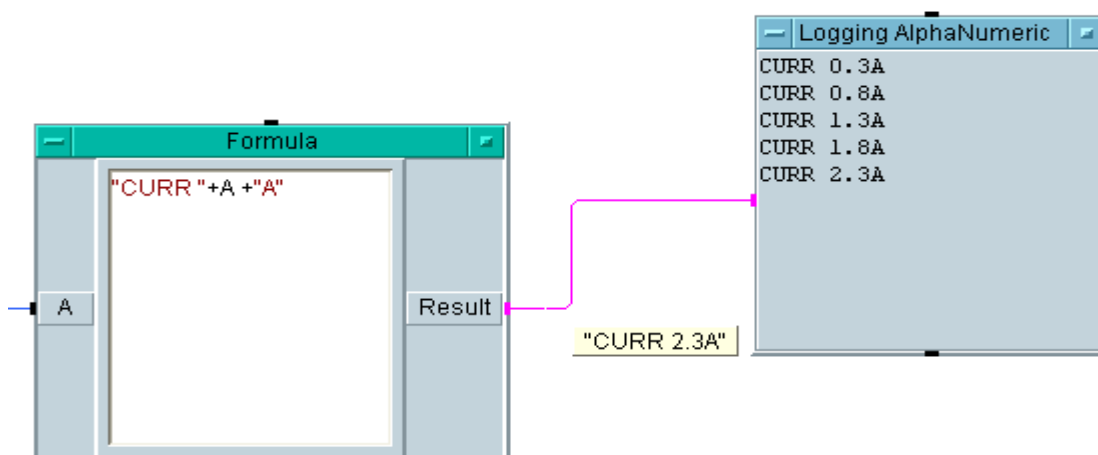 Formula
"CURR "+A +"A"
A
Result
"CURR 2.3A"
Logging AlphaNumeric
CURR 0.3A
CURR 0.8A
CURR 1.3A
CURR 1.8A
CURR 2.3A